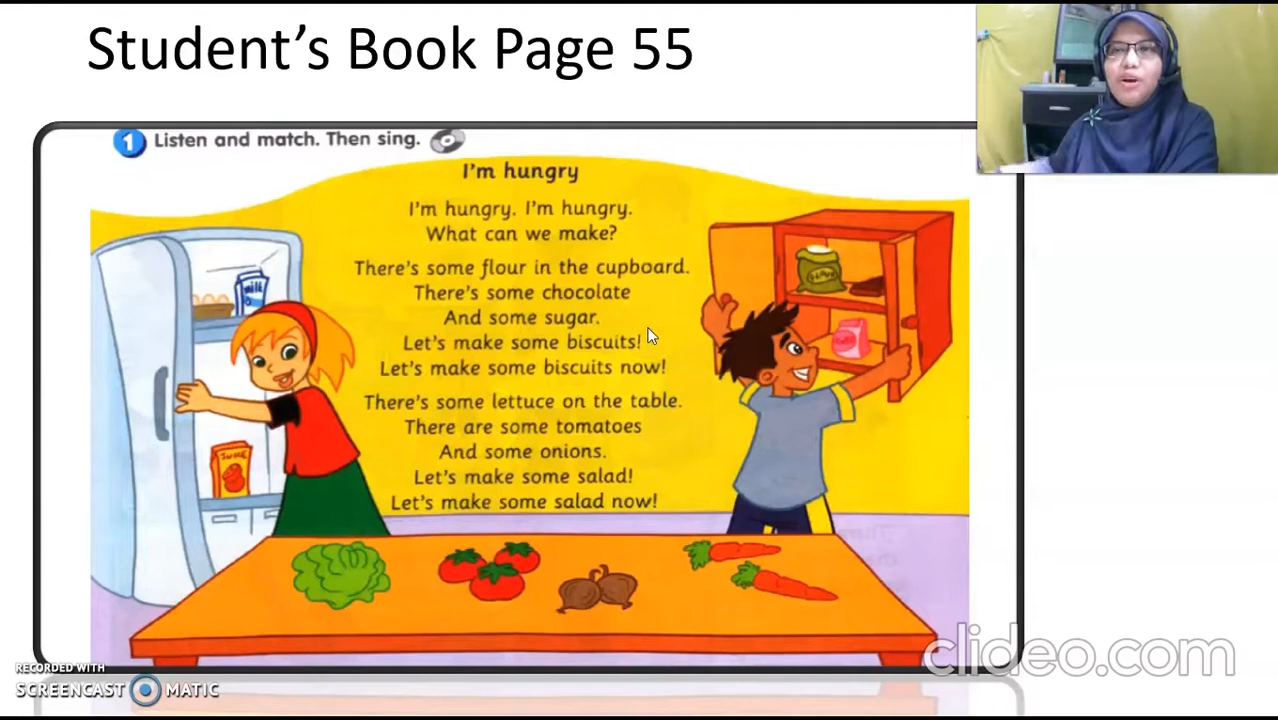 Student's Book Page 55
1 Listen and match. Then sing.
I'm hungry
I'm hungry. I'm hungry.
What can we make?
There's some flour in the cupboard.
There's some chocolate
And some sugar.
Let's make some biscuits!
Let's make some biscuits now!
There's some lettuce on the table.
There are some tomatoes
And some onions.
Let's make some salad!
Let's make some salad now!
milk
JUICE
clideo.com
RECORDED WITH
SCREENCAST MATIC